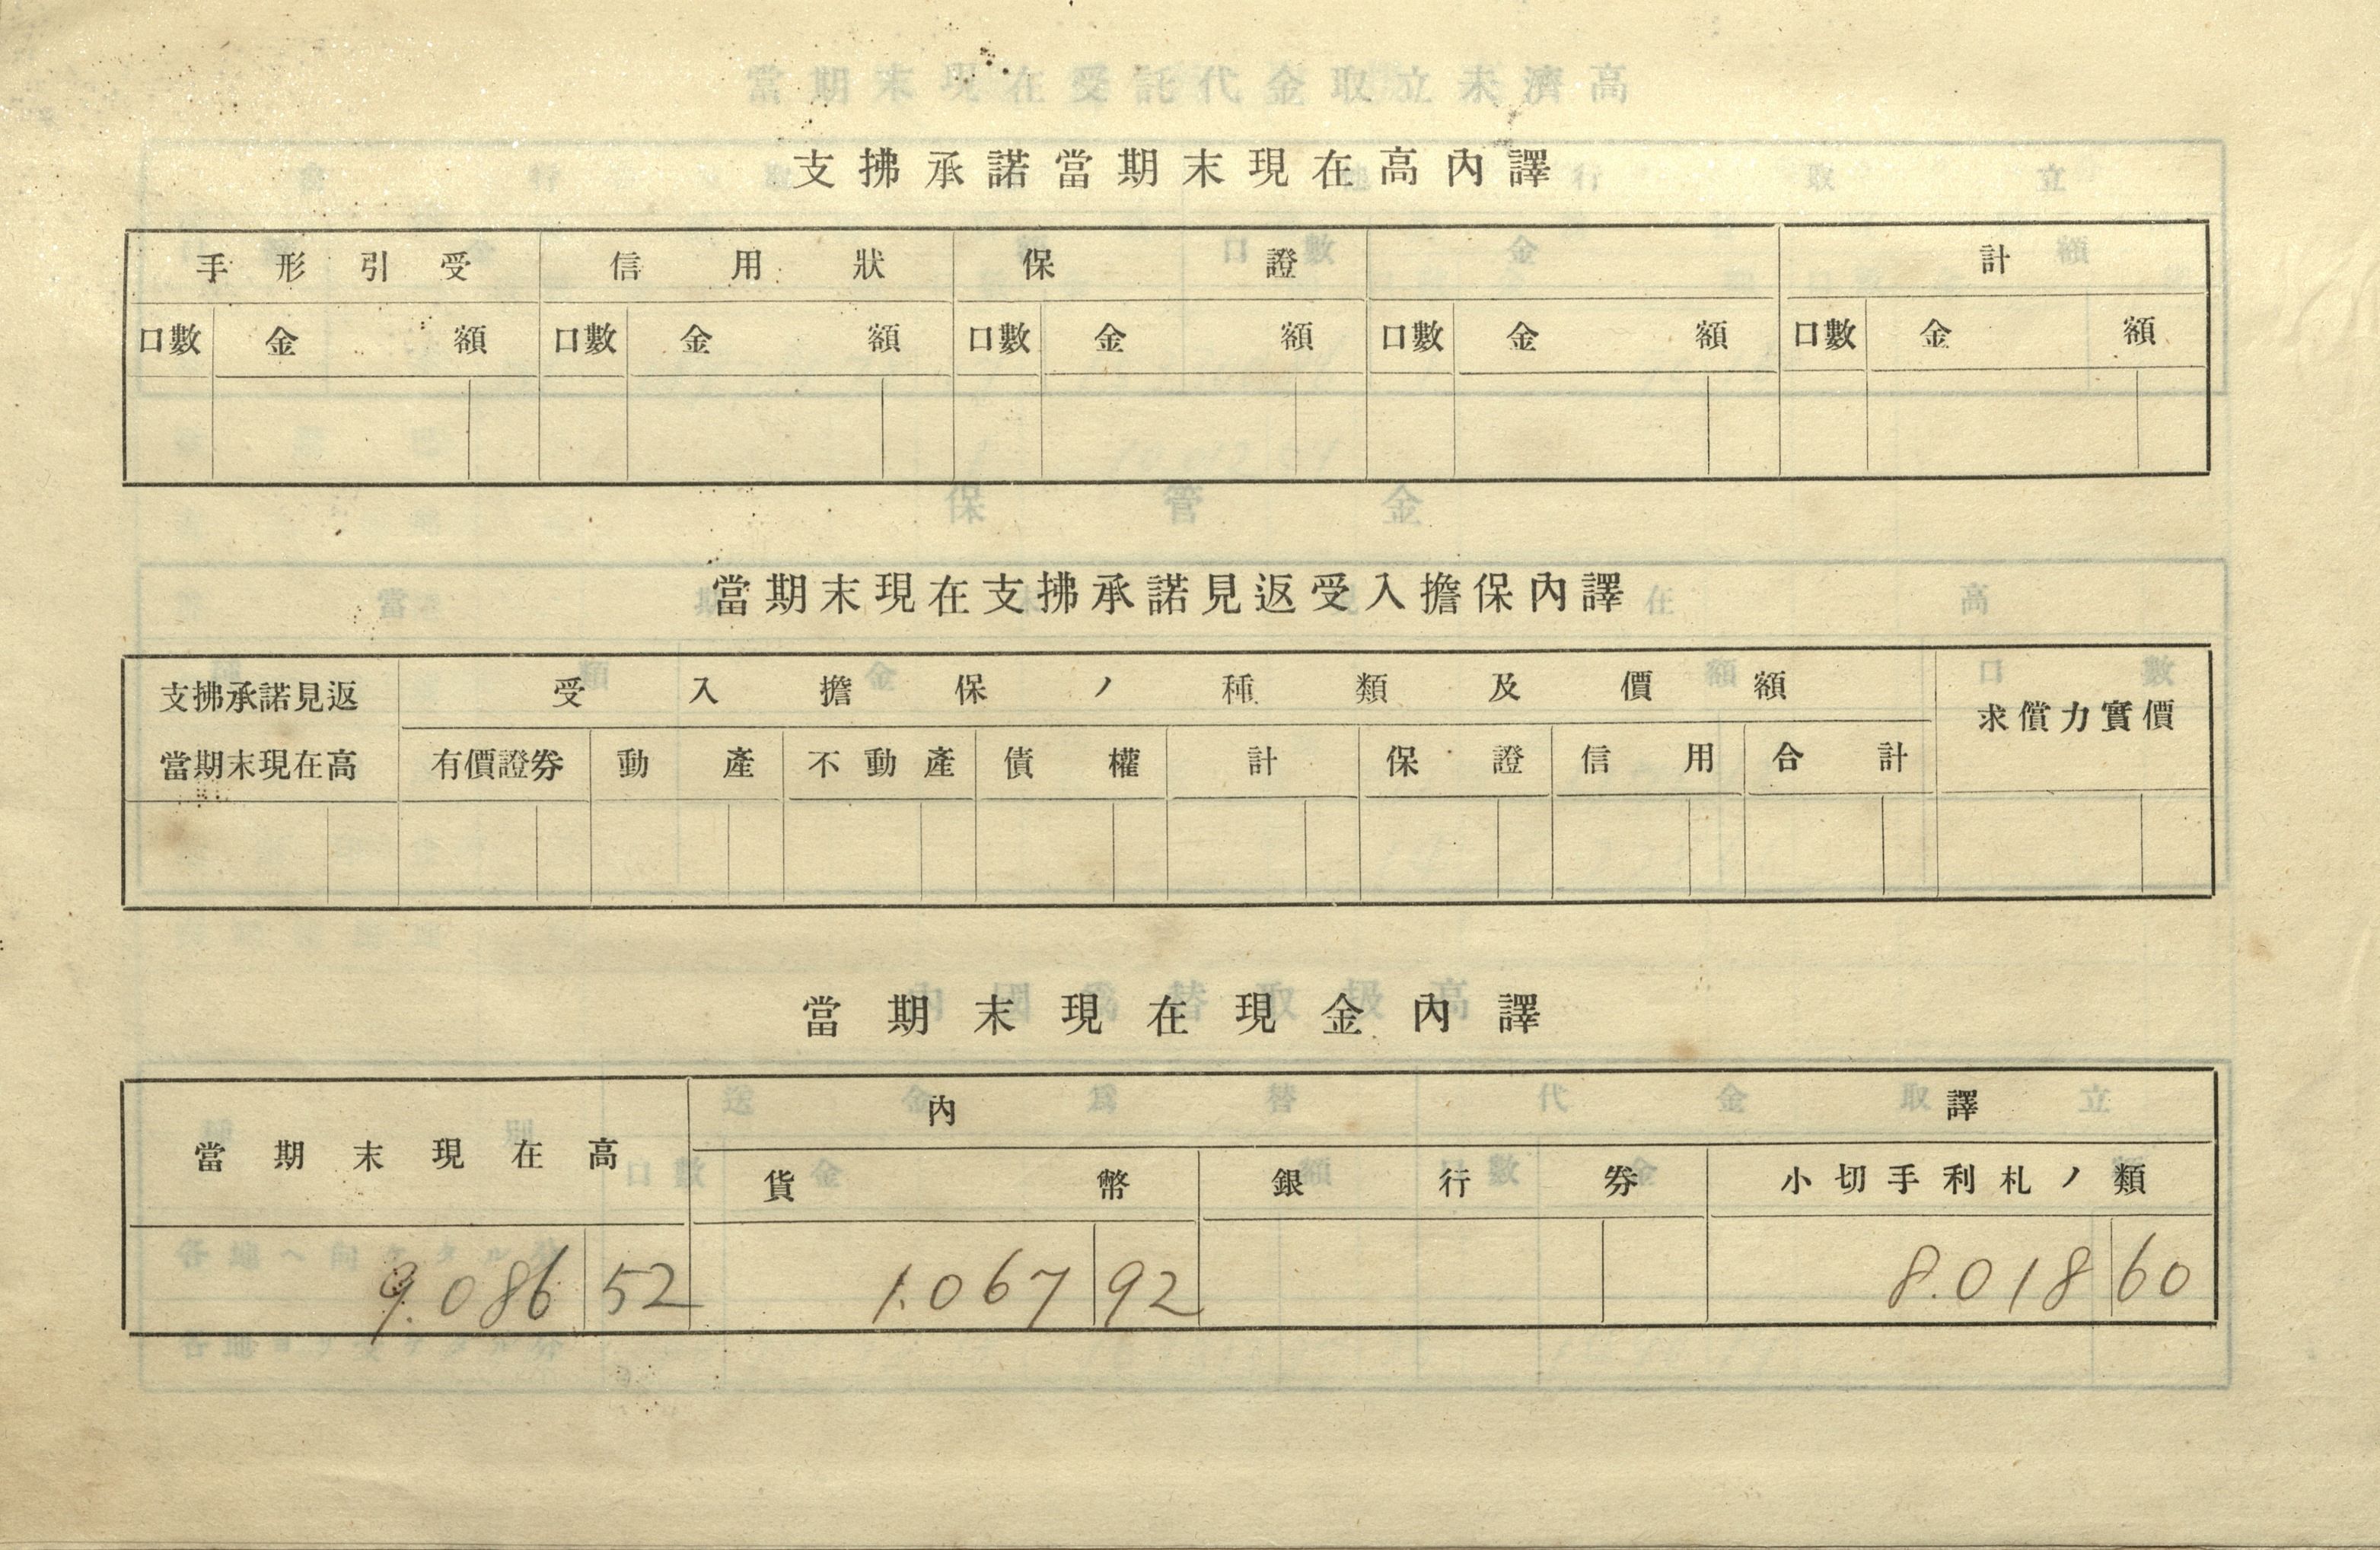 支拂承諾當期末現在高內譯
手形引受 信用狀 保證 計
口數 金額 口數 金額 口數 金額 口數 金額 口數 金額
當期末現在支拂承諾見返受入擔保內譯
支拂承諾見返當期末現在高 受入擔保ノ種類及價額 求償力實價
有價證券 動產 不動產 債權 計 保證 信用 合計
當期末現在現金內譯
當期末現在高 內譯
貨幣 銀行券 小切手利札ノ類
9.086 52 1.067 92 8.018 60